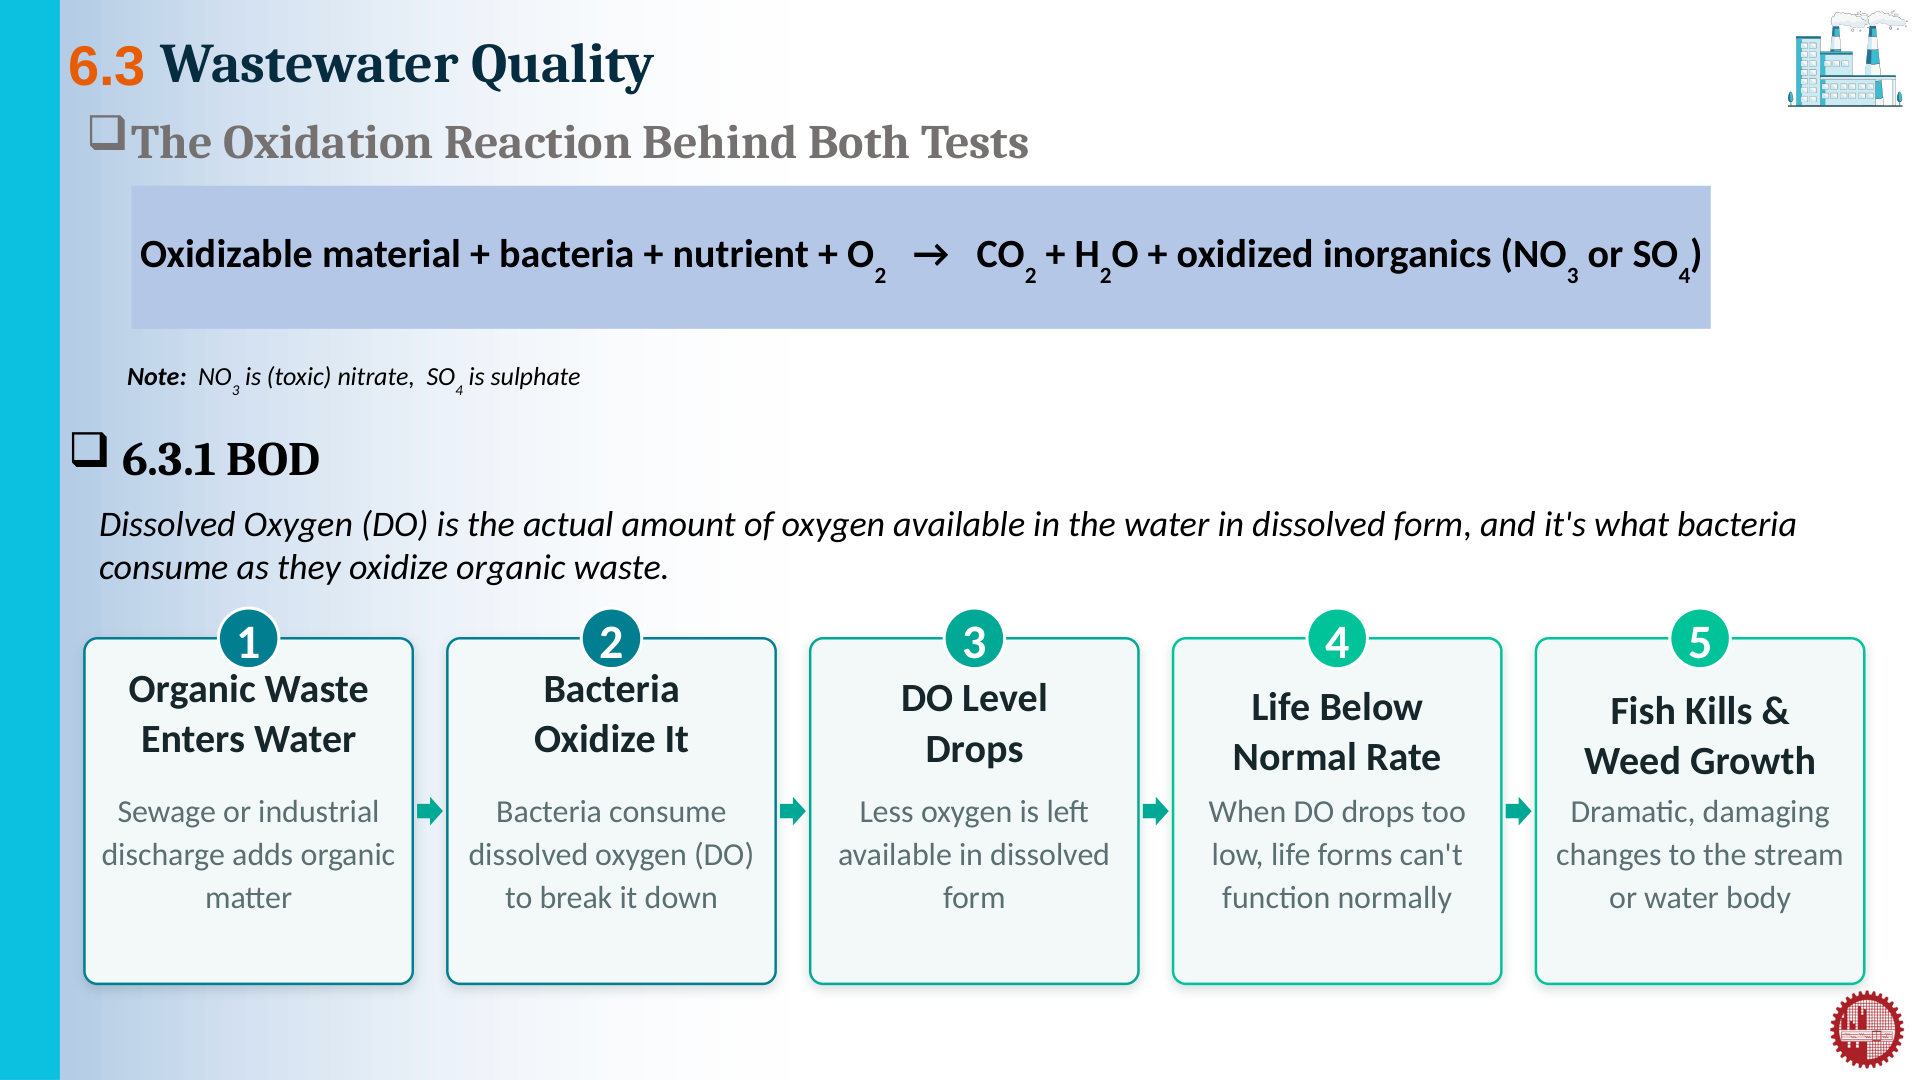 6.3 Wastewater Quality
The Oxidation Reaction Behind Both Tests
Oxidizable material + bacteria + nutrient + O2 → CO2 + H2O + oxidized inorganics (NO3 or SO4)
Note: NO3 is (toxic) nitrate, SO4 is sulphate
6.3.1 BOD
Dissolved Oxygen (DO) is the actual amount of oxygen available in the water in dissolved form, and it's what bacteria
consume as they oxidize organic waste.
1
Organic Waste
Enters Water
Sewage or industrial
discharge adds organic
matter
2
Bacteria
Oxidize It
Bacteria consume
dissolved oxygen (DO)
to break it down
3
DO Level
Drops
Less oxygen is left
available in dissolved
form
4
Life Below
Normal Rate
When DO drops too
low, life forms can't
function normally
5
Fish Kills &
Weed Growth
Dramatic, damaging
changes to the stream
or water body